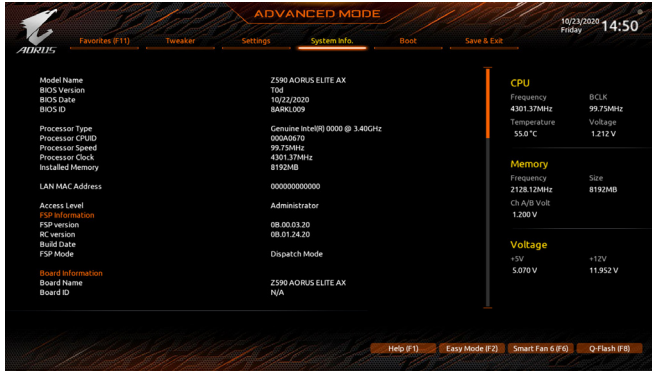 ADVANCED MODE
10/23/2020 14:50
Friday
AORUS
Favorites (F11) Tweaker Settings System Info. Boot Save & Exit
Model Name Z590 AORUS ELITE AX
BIOS Version T0d
BIOS Date 10/22/2020
BIOS ID 8ARKL009
Processor Type Genuine Intel(R) 0000 @ 3.40GHz
Processor CPUID 000A0670
Processor Speed 99.75MHz
Processor Clock 4301.37MHz
Installed Memory 8192MB
LAN MAC Address 000000000000
Access Level Administrator
FSP Information
FSP version 0B.00.03.20
RC version 0B.01.24.20
Build Date
FSP Mode Dispatch Mode
Board Information
Board Name Z590 AORUS ELITE AX
Board ID N/A
CPU
Frequency BCLK
4301.37MHz 99.75MHz
Temperature Voltage
55.0 °C 1.212 V
Memory
Frequency Size
2128.12MHz 8192MB
Ch A/B Volt
1.200 V
Voltage
+5V +12V
5.070 V 11.952 V
Help (F1) Easy Mode (F2) Smart Fan 6 (F6) Q-Flash (F8)